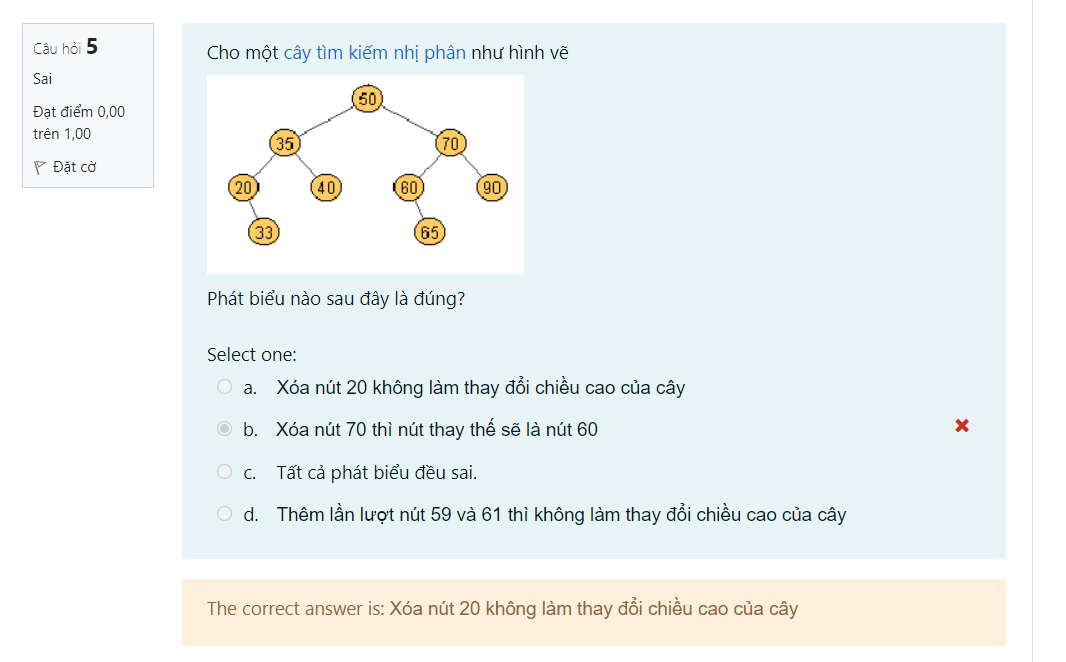 Câu hỏi 5
Sai
Đạt điểm 0,00
trên 1,00
Đặt cờ
Cho một cây tìm kiếm nhị phân như hình vẽ
50
35
70
20
40
60
90
33
65
Phát biểu nào sau đây là đúng?
Select one:
a. Xóa nút 20 không làm thay đổi chiều cao của cây
b. Xóa nút 70 thì nút thay thế sẽ là nút 60
c. Tất cả phát biểu đều sai.
d. Thêm lần lượt nút 59 và 61 thì không làm thay đổi chiều cao của cây
The correct answer is: Xóa nút 20 không làm thay đổi chiều cao của cây